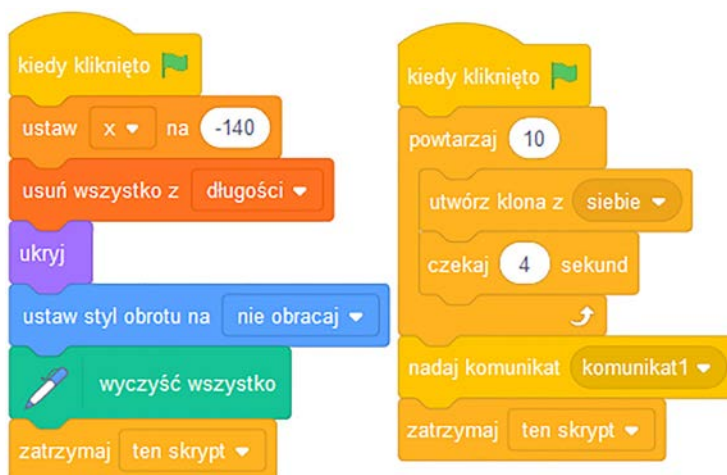 kiedy kliknięto
ustaw x na -140
usuń wszystko z długości
ukryj
ustaw styl obrotu na nie obracaj
wyczyść wszystko
zatrzymaj ten skrypt
kiedy kliknięto
powtarzaj 10
utwórz klona z siebie
czekaj 4 sekund
nadaj komunikat komunikat1
zatrzymaj ten skrypt